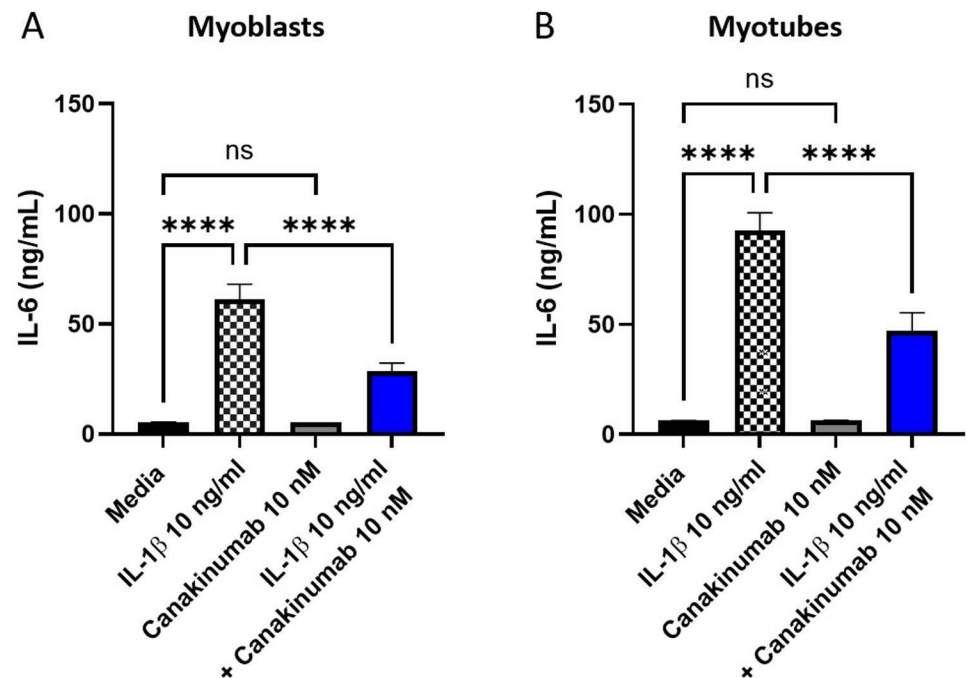 A
Myoblasts
IL-6 (ng/mL)
150
100
50
0
ns
****
****
Media
IL-1β 10 ng/ml
Canakinumab 10 nM
IL-1β 10 ng/ml
+ Canakinumab 10 nM
B
Myotubes
IL-6 (ng/mL)
150
100
50
0
ns
****
****
Media
IL-1β 10 ng/ml
Canakinumab 10 nM
IL-1β 10 ng/ml
+ Canakinumab 10 nM